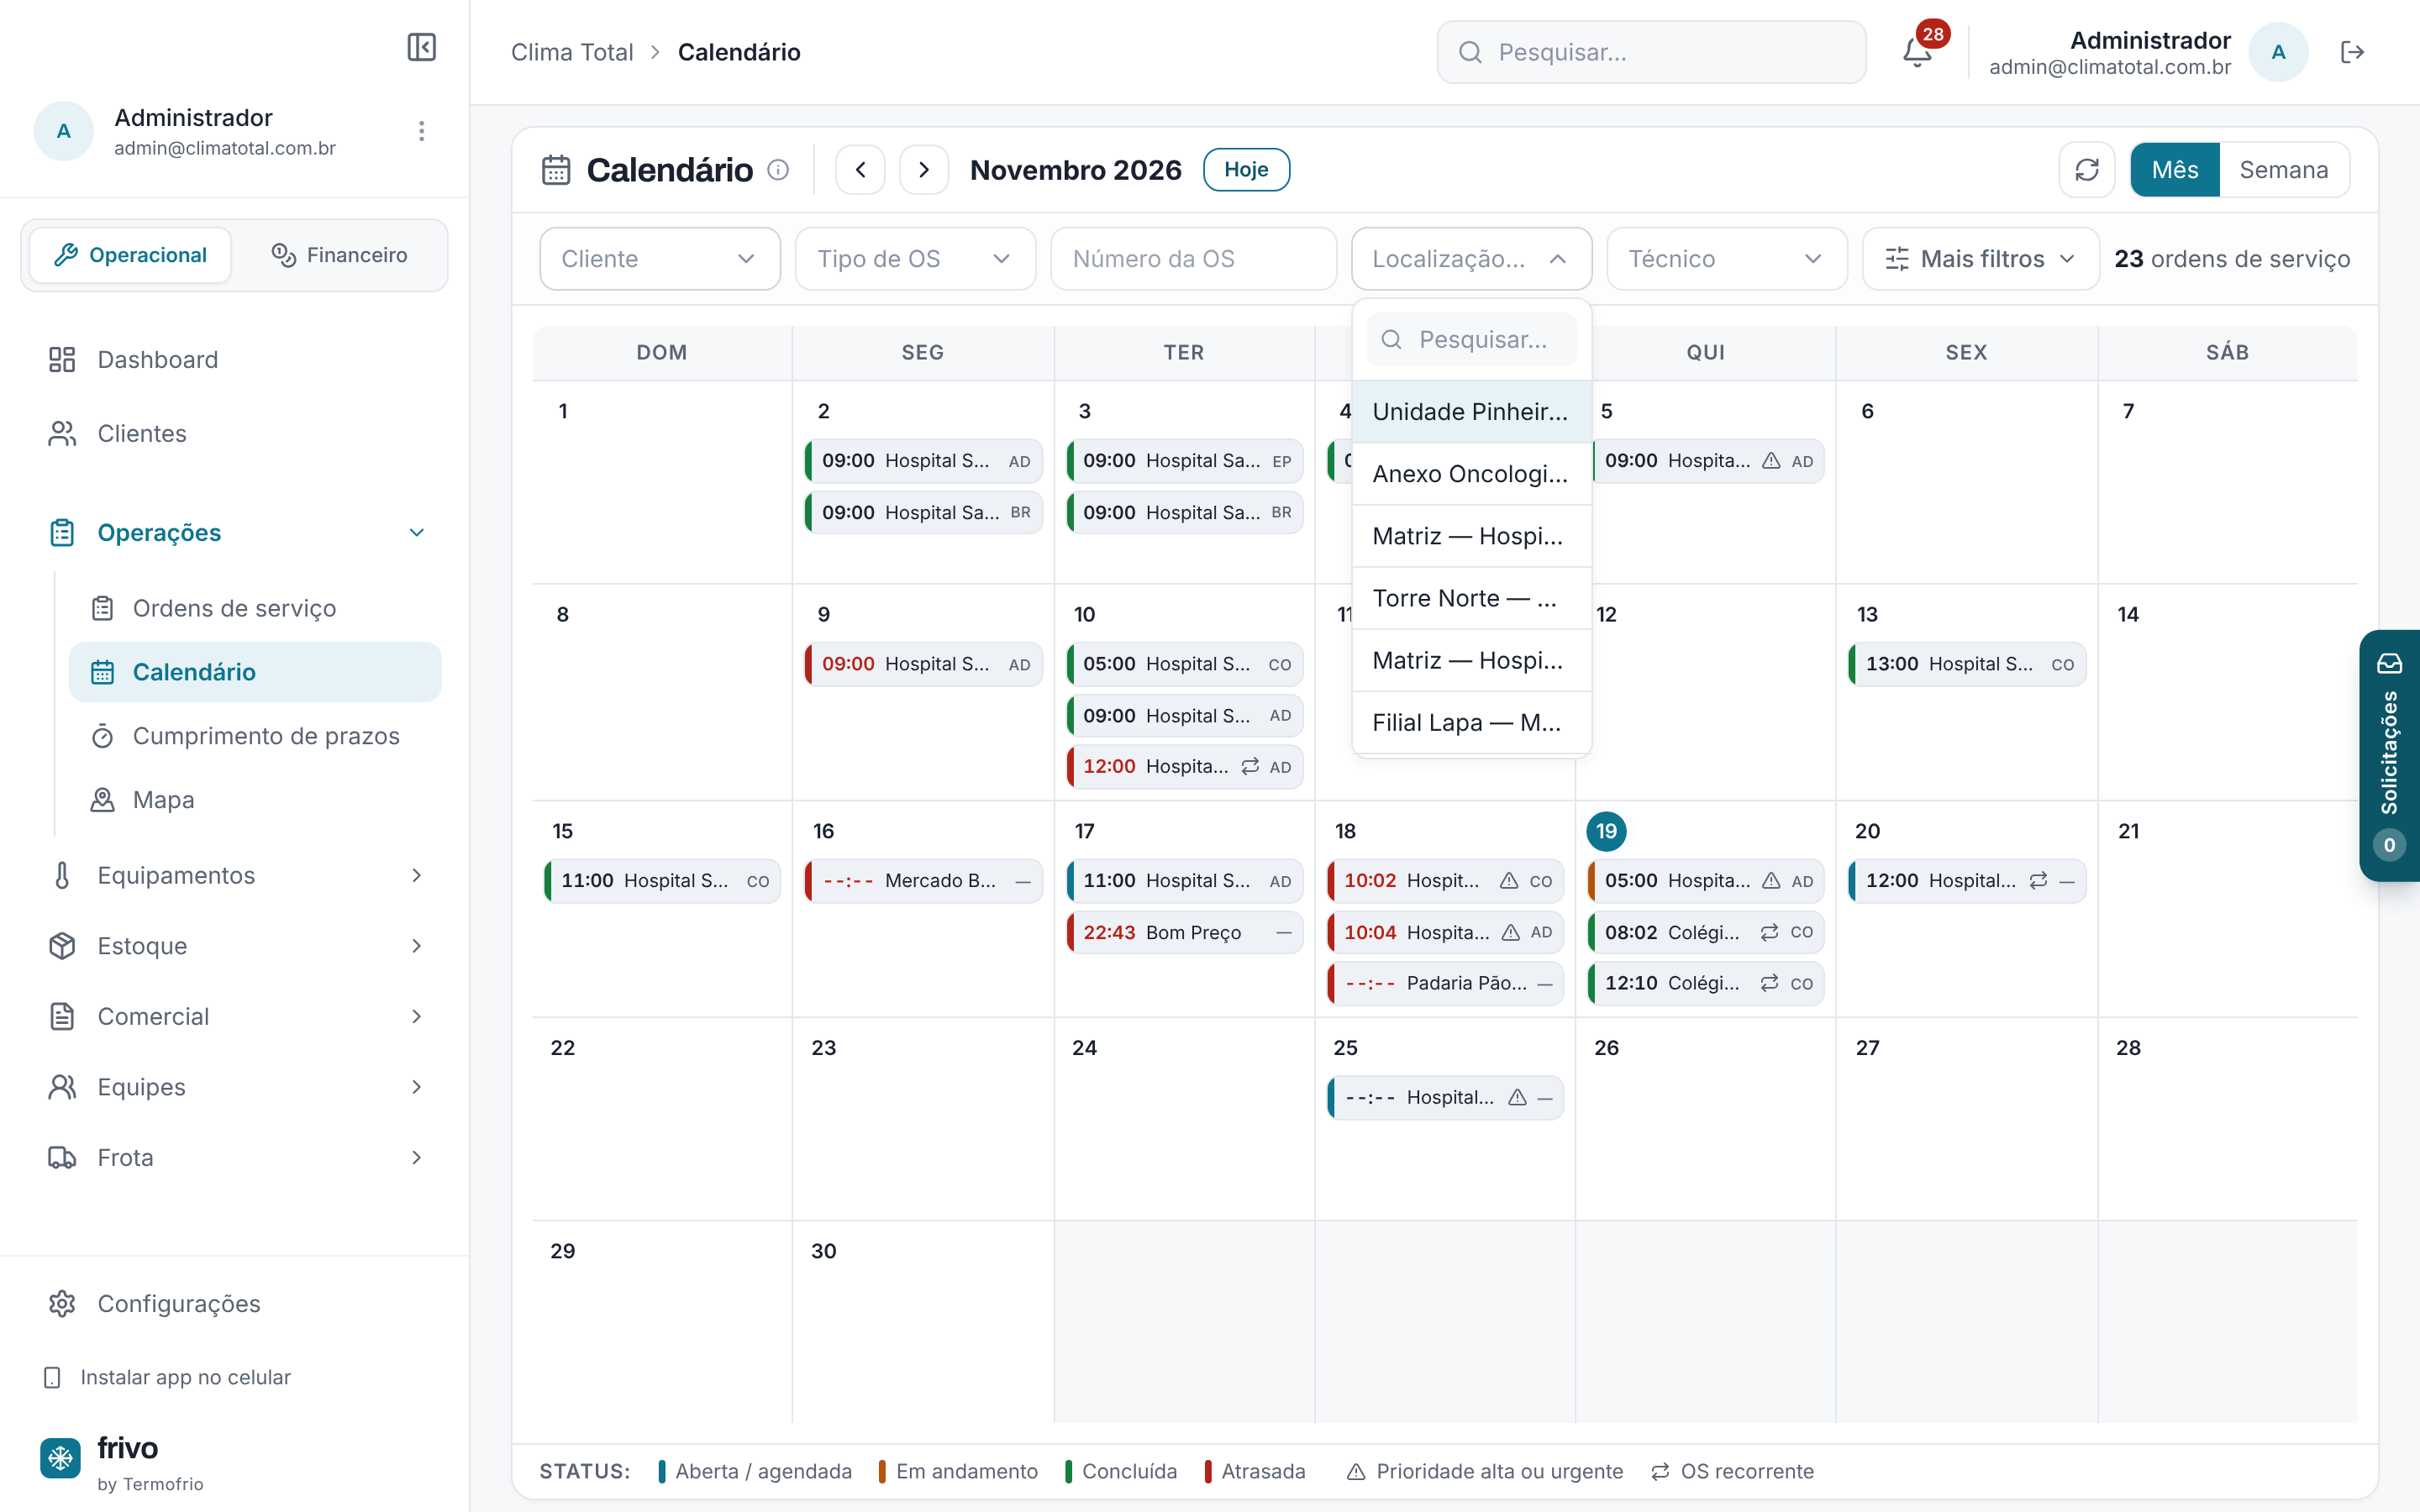 Clima Total > Calendário
Pesquisar...
28
Administrador
admin@climatotal.com.br
A
A
Administrador
admin@climatotal.com.br
Operacional
Financeiro
Dashboard
Clientes
Operações
Ordens de serviço
Calendário
Cumprimento de prazos
Mapa
Equipamentos
Estoque
Comercial
Equipes
Frota
Configurações
Instalar app no celular
frivo
by Termofrio
Calendário
Novembro 2026
Hoje
Mês
Semana
Cliente
Tipo de OS
Número da OS
Localização...
Técnico
Mais filtros
23 ordens de serviço
Pesquisar...
Unidade Pinheir...
Anexo Oncologi...
Matriz — Hospi...
Torre Norte — ...
Matriz — Hospi...
Filial Lapa — M...
DOM SEG TER QUI SEX SÁB
1
2
09:00 Hospital S... AD
09:00 Hospital Sa... BR
3
09:00 Hospital Sa... EP
09:00 Hospital Sa... BR
4
5
09:00 Hospita... AD
6
7
8
9
09:00 Hospital S... AD
10
05:00 Hospital S... CO
09:00 Hospital S... AD
12:00 Hospita... AD
11
12
13
13:00 Hospital S... CO
14
15
11:00 Hospital S... CO
16
--:-- Mercado B... —
17
11:00 Hospital S... AD
22:43 Bom Preço —
18
10:02 Hospit... CO
10:04 Hospita... AD
--:-- Padaria Pão... —
19
05:00 Hospita... AD
08:02 Colégi... CO
12:10 Colégi... CO
20
12:00 Hospital... —
21
22
23
24
25
--:-- Hospital... —
26
27
28
29
30
STATUS: Aberta / agendada Em andamento Concluída Atrasada Prioridade alta ou urgente OS recorrente
Solicitações
0